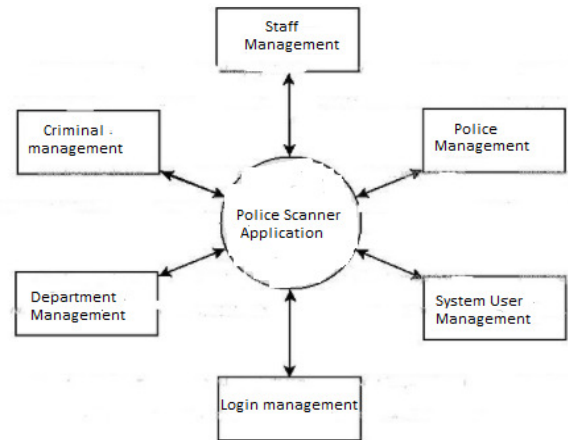 Staff
Management
Criminal
management
Police
Management
Police Scanner
Application
Department
Management
System User
Management
Login management